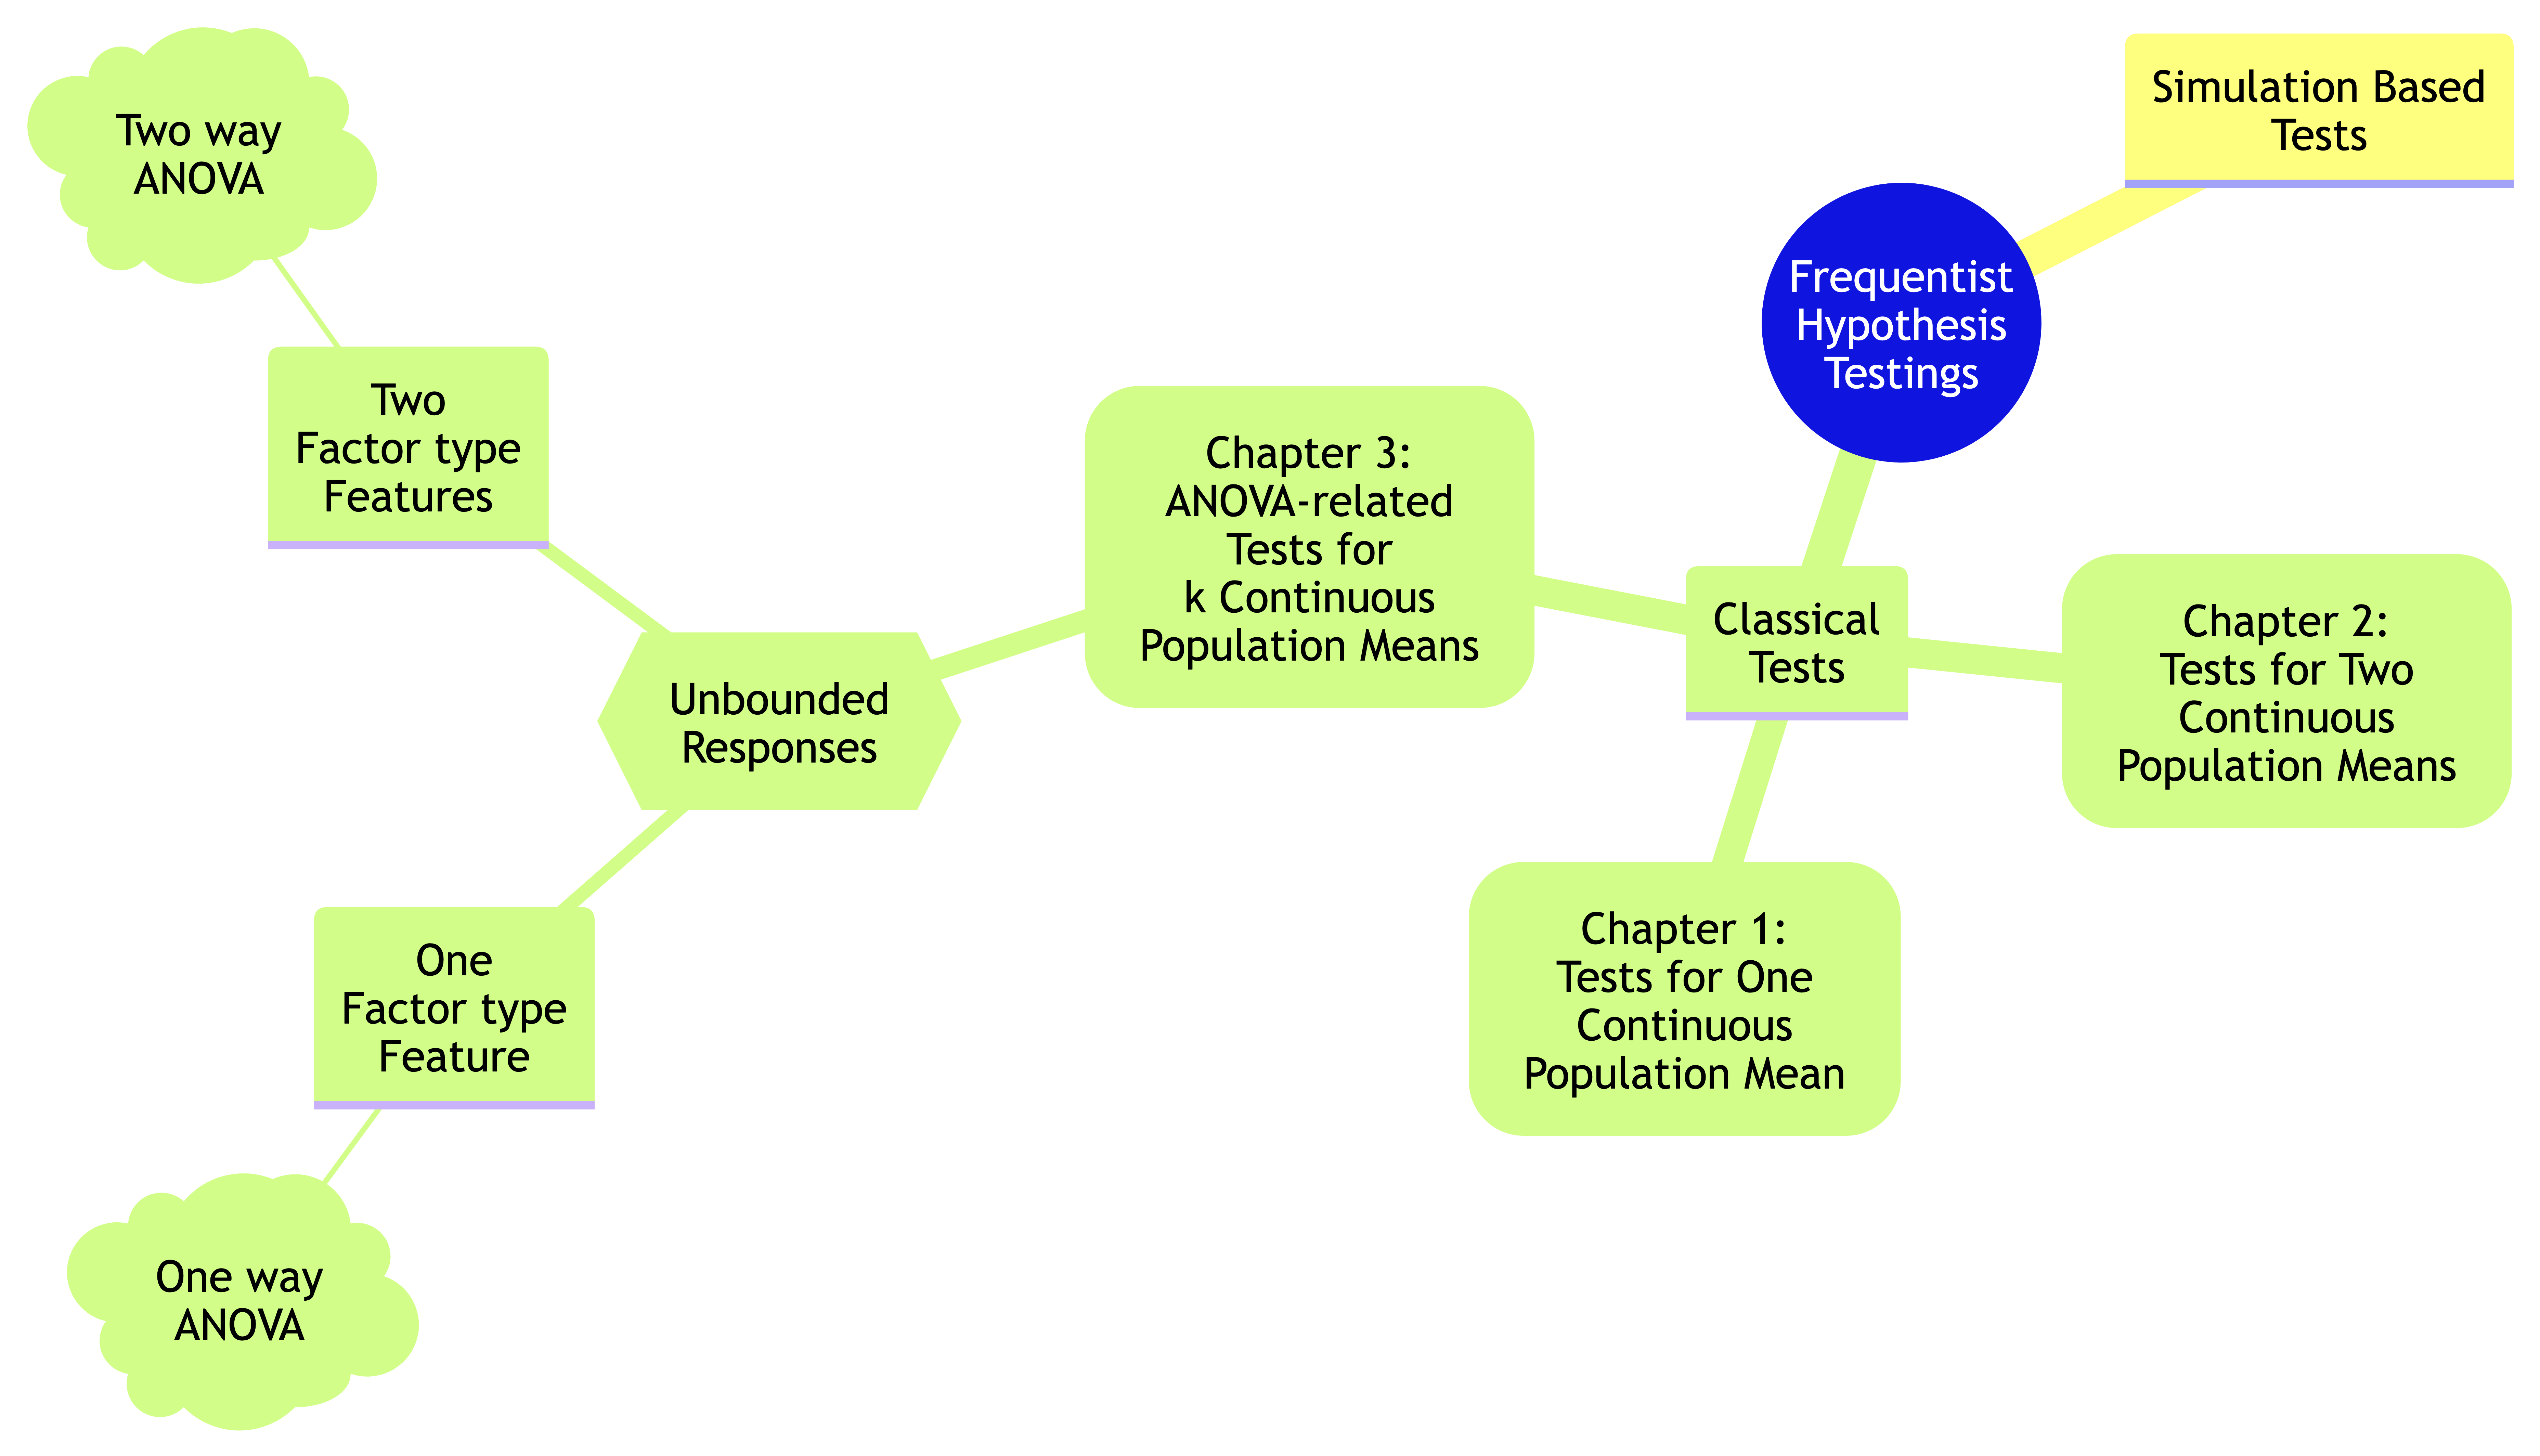 Two way
ANOVA
Simulation Based
Tests
Frequentist
Hypothesis
Testings
Two
Factor type
Features
Chapter 3:
ANOVA-related
Tests for
k Continuous
Population Means
Classical
Tests
Chapter 2:
Tests for Two
Continuous
Population Means
Unbounded
Responses
Chapter 1:
Tests for One
Continuous
Population Mean
One
Factor type
Feature
One way
ANOVA